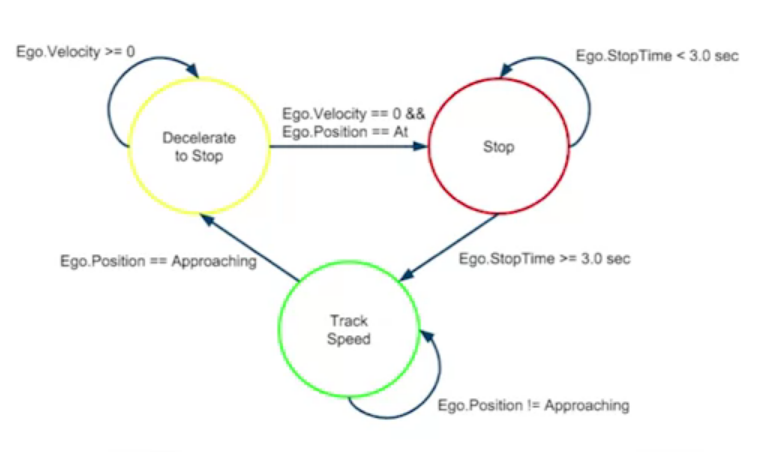 Ego.Velocity >= 0
Ego.StopTime < 3.0 sec
Ego.Velocity == 0 &&
Ego.Position == At
Decelerate
to Stop
Stop
Ego.Position == Approaching
Ego.StopTime >= 3.0 sec
Track
Speed
Ego.Position != Approaching